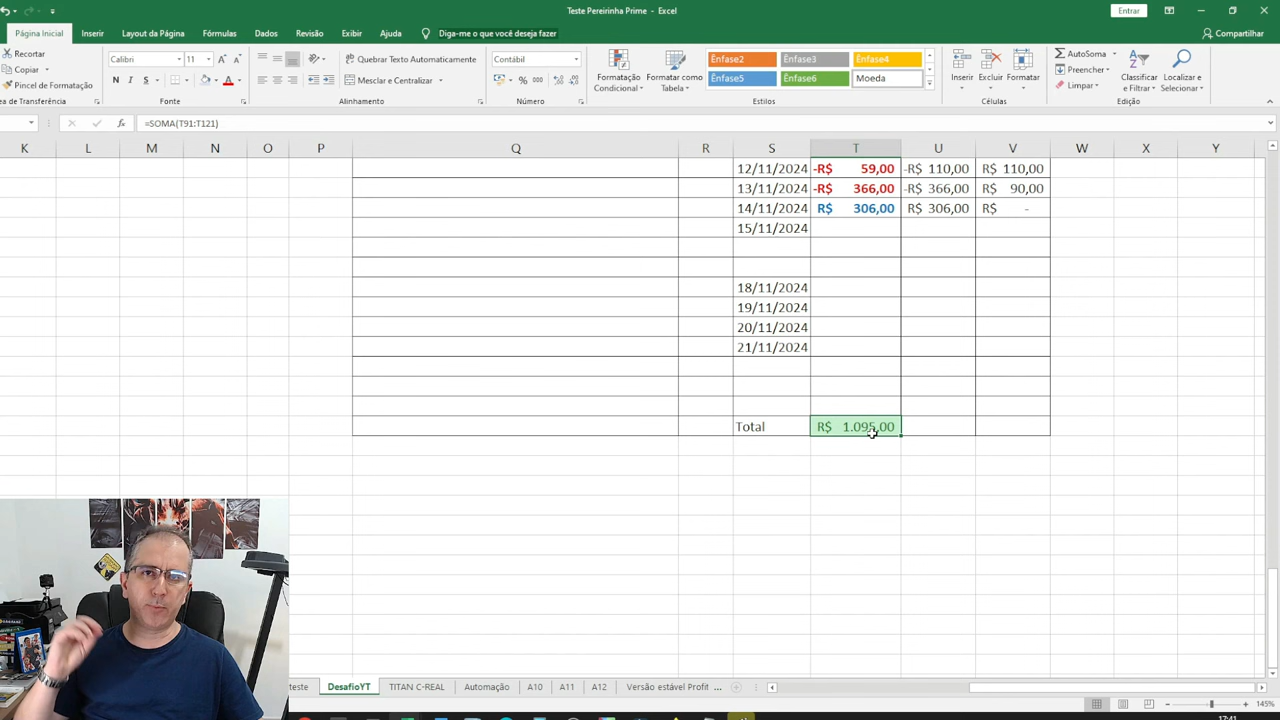 Teste Pereirinha Prime - Excel
Entrar
Página Inicial Inserir Layout da Página Fórmulas Dados Revisão Exibir Ajuda Diga-me o que você deseja fazer Compartilhar
Recortar
Copiar
Pincel de Formatação
Calibri 11
N I S
Quebrar Texto Automaticamente
Mesclar e Centralizar
Contábil
% 000
Formatação Condicional
Formatar como Tabela
Ênfase2 Ênfase3 Ênfase4
Ênfase5 Ênfase6 Moeda
Inserir Excluir Formatar
AutoSoma
Preencher
Limpar
Classificar e Filtrar
Localizar e Selecionar
a de Transferência Fonte Alinhamento Número Estilos Células Edição
=SOMA(T91:T121)
K L M N O P Q R S T U V W X Y
12/11/2024 -R$ 59,00 -R$ 110,00 R$ 110,00
13/11/2024 -R$ 366,00 -R$ 366,00 R$ 90,00
14/11/2024 R$ 306,00 R$ 306,00 R$ -
15/11/2024
18/11/2024
19/11/2024
20/11/2024
21/11/2024
Total R$ 1.095,00
teste DesafioYT TITAN C-REAL Automação A10 A11 A12 Versão estável Profit ...
145%
17:41